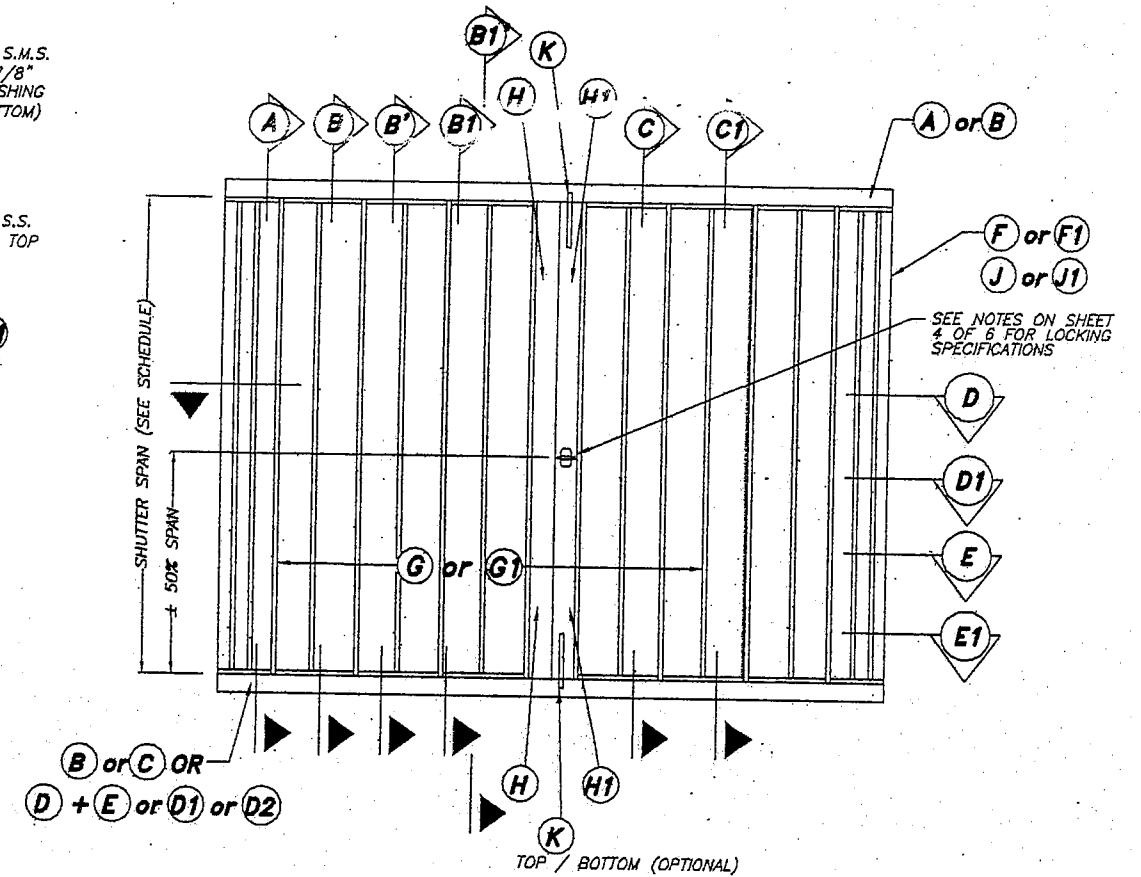 S.M.S.
7/8"
SHING
TTOM)
B1'
K
H
H1
A
B
B'
B1
C
C1
A or B
S.S.
TOP
F or F1
J or J1
SEE NOTES ON SHEET
4 OF 6 FOR LOCKING
SPECIFICATIONS
SHUTTER SPAN (SEE SCHEDULE)
± 50% SPAN
D
D1
G or G1
E
E1
B or C OR
D + E or D1 or D2
H
H1
K
TOP / BOTTOM (OPTIONAL)